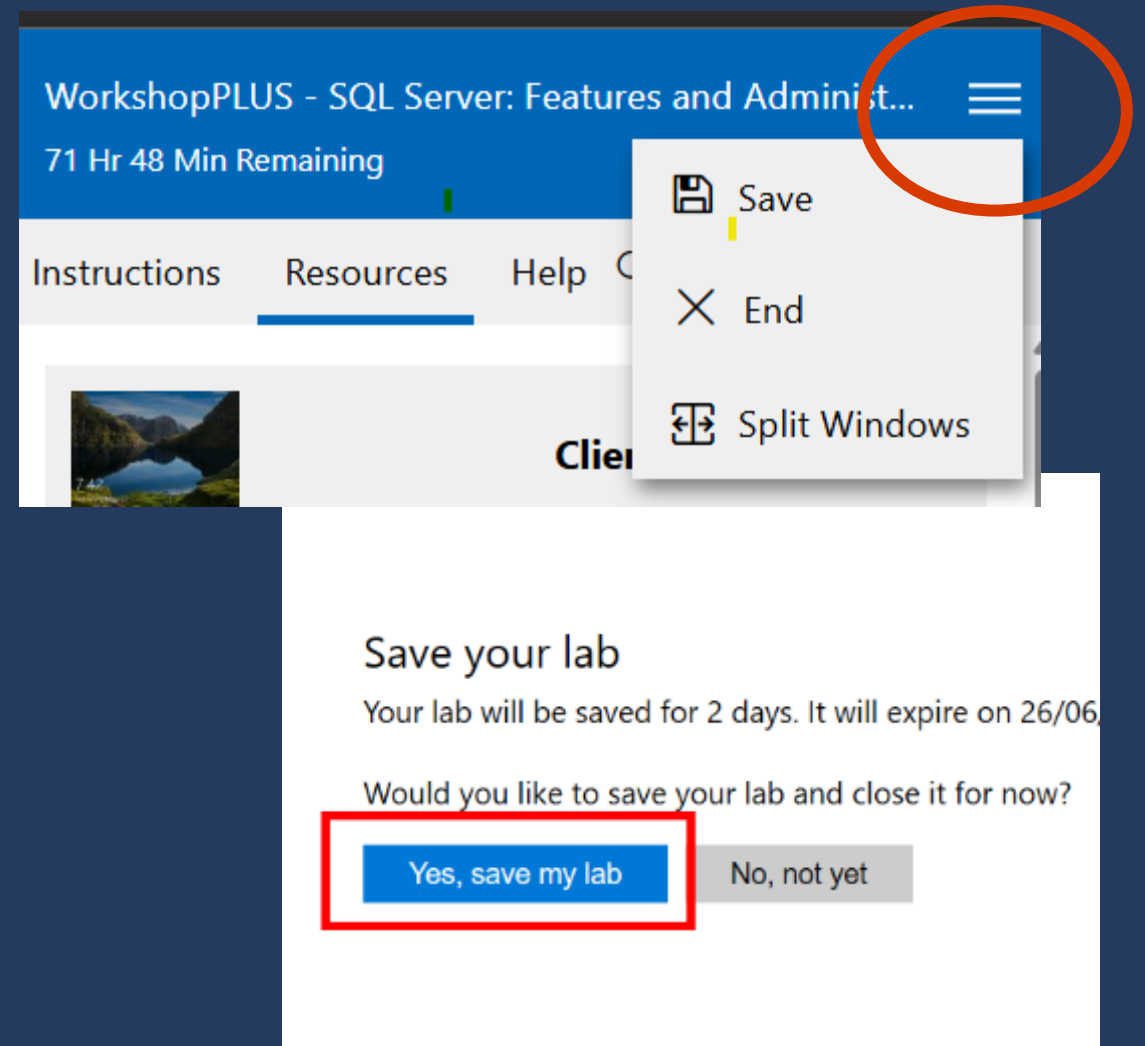 WorkshopPLUS - SQL Server: Features and Administ...
71 Hr 48 Min Remaining
Save
Instructions Resources Help
End
Split Windows
7:42
Save your lab
Your lab will be saved for 2 days. It will expire on 26/06
Would you like to save your lab and close it for now?
Yes, save my lab No, not yet